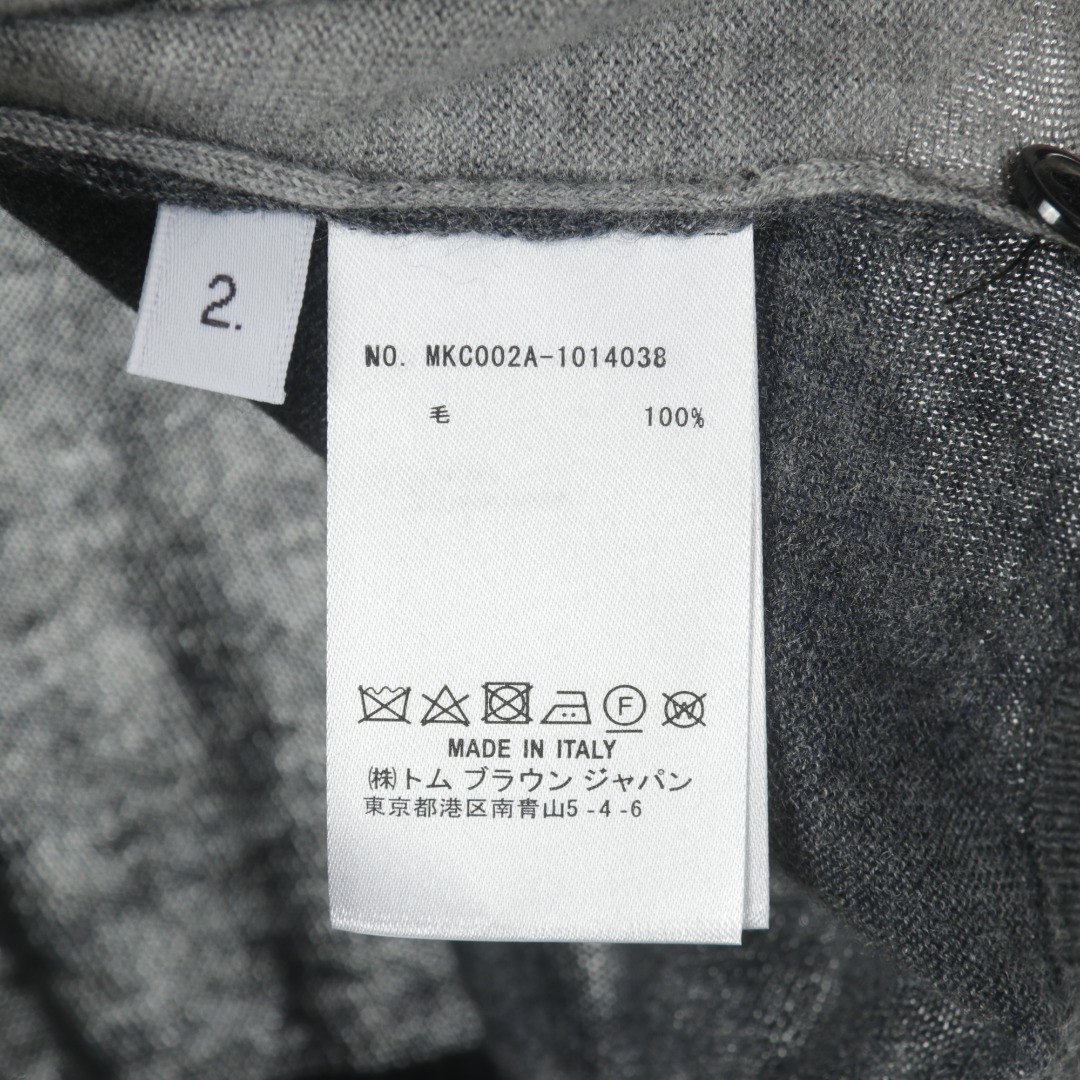 2.
NO. MKC002A-1014038
毛 100%
F W
MADE IN ITALY
㈱トム ブラウン ジャパン
東京都港区南青山5-4-6